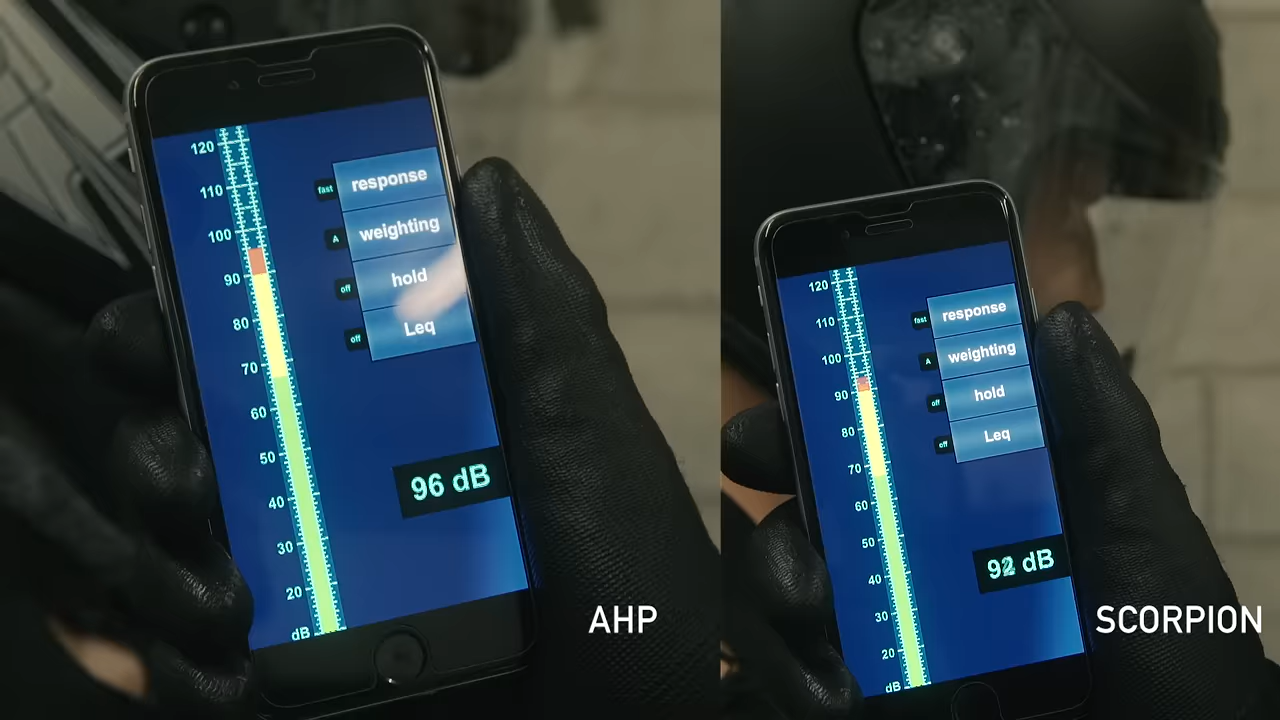 120
110
100
90
80
70
60
50
40
30
20
dB
fast
response
A
weighting
off
hold
off
Leq
96 dB
AHP
120
110
100
90
80
70
60
50
40
30
20
dB
fast
response
A
weighting
off
hold
off
Leq
dB
SCORPION